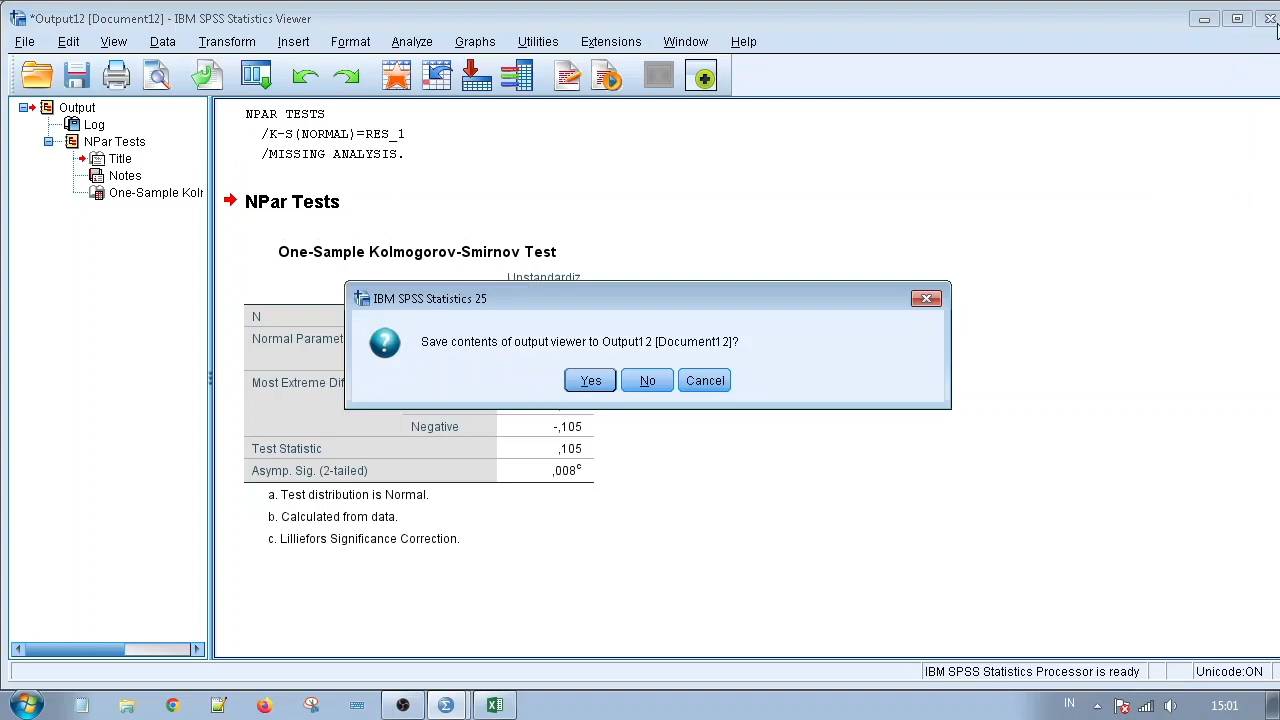 *Output12 [Document12] - IBM SPSS Statistics Viewer
File Edit View Data Transform Insert Format Analyze Graphs Utilities Extensions Window Help
Output
Log
NPar Tests
Title
Notes
One-Sample Kolr
NPAR TESTS
/K-S(NORMAL)=RES_1
/MISSING ANALYSIS.
NPar Tests
One-Sample Kolmogorov-Smirnov Test
Unstandardiz
N
Normal Paramet
Most Extreme Dif
Negative -,105
Test Statistic ,105
Asymp. Sig. (2-tailed) ,008c
a. Test distribution is Normal.
b. Calculated from data.
c. Lilliefors Significance Correction.
IBM SPSS Statistics 25
Save contents of output viewer to Output12 [Document12]?
Yes No Cancel
IBM SPSS Statistics Processor is ready Unicode:ON
IN 15:01